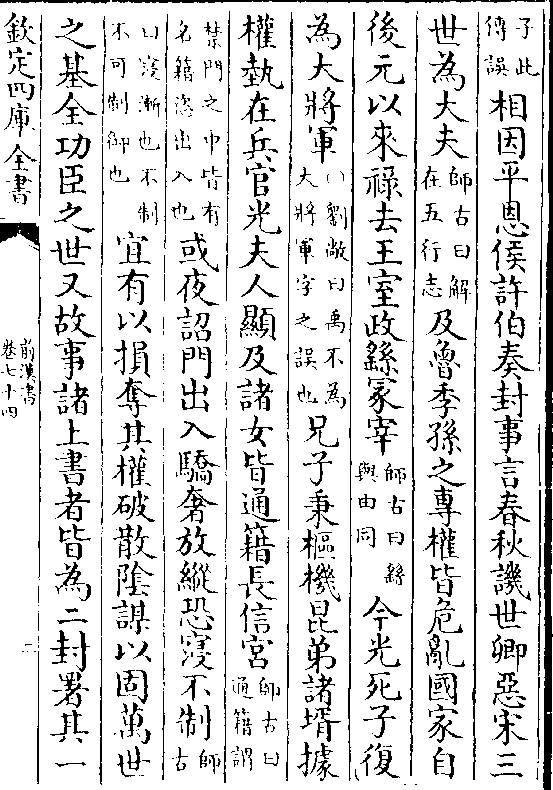 子此傳誤相因平恩侯許伯奏封事言春秋譏世卿惡宋三
世為大夫師古曰解在五行志及魯季孫之專權皆危亂國家自
後元以來祿去王室政繇冡宰師古曰繇與由同今光死子復
為大將軍劉敞曰禹不為大將軍字之誤也兄子秉樞機昆弟諸壻據
權埶在兵官光夫人顯及諸女皆通籍長信宮師古曰通籍謂
禁門之中皆有名籍恣出入也或夜詔門出入驕奢放縱恐寖不制師古
曰寖漸也不制不可制御也宜有以損奪其權破散陰謀以固萬世
之基全功臣之世又故事諸上書者皆為二封署其一
欽定四庫全書
前漢書
卷七十四
二